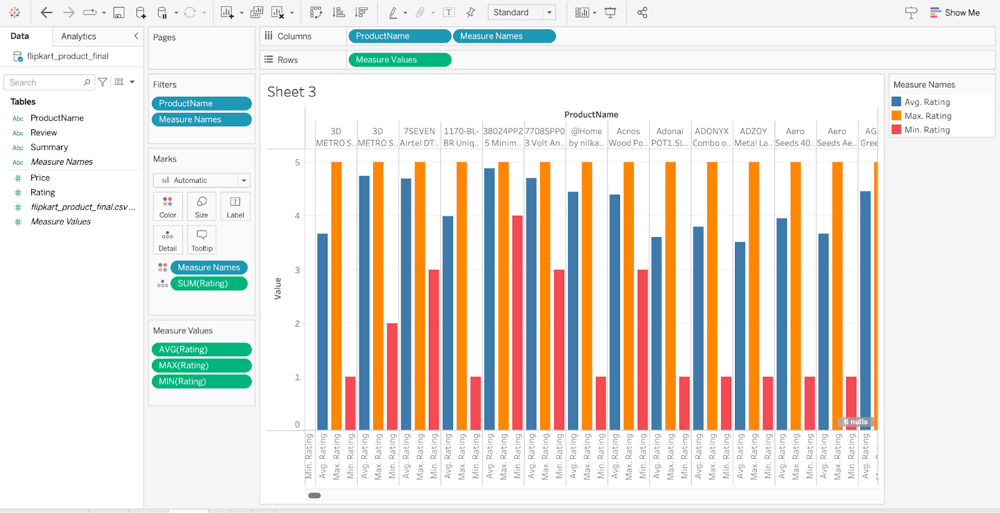 Standard
Show Me
Data
Analytics
flipkart_product_final
Search
Tables
Abc ProductName
Abc Review
Abc Summary
Abc Measure Names
# Price
# Rating
# flipkart_product_final.csv ...
# Measure Values
Pages
Filters
ProductName
Measure Names
Marks
Automatic
Color
Size
Label
Detail
Tooltip
Measure Names
SUM(Rating)
Measure Values
AVG(Rating)
MAX(Rating)
MIN(Rating)
Columns
ProductName
Measure Names
Rows
Measure Values
Sheet 3
ProductName
3D
METRO S..
3D
METRO S..
7SEVEN
Airtel DT..
1170-BL-
BR Uniq..
38024PP2
5 Minim..
77085PP0
3 Volt An..
@Home
by nilka..
Acnos
Wood Po..
Adonai
POT1.5L..
ADONYX
Combo o..
ADZOY
Metal La..
Aero
Seeds 40..
Aero
Seeds Ae..
Gree
Value
5
4
3
2
1
0
6 nulls
Min. Rating
Avg. Rating
Max. Rating
Min. Rating
Avg. Rating
Max. Rating
Min. Rating
Avg. Rating
Max. Rating
Min. Rating
Avg. Rating
Max. Rating
Min. Rating
Avg. Rating
Max. Rating
Min. Rating
Avg. Rating
Max. Rating
Min. Rating
Avg. Rating
Max. Rating
Min. Rating
Avg. Rating
Max. Rating
Min. Rating
Avg. Rating
Max. Rating
Min. Rating
Avg. Rating
Max. Rating
Min. Rating
Avg. Rating
Max. Rating
Min. Rating
Avg. Rating
Max. Rating
Min. Rating
Avg. Rating
Max. Rating
Min. Rating
Avg. Rating
Measure Names
Avg. Rating
Max. Rating
Min. Rating